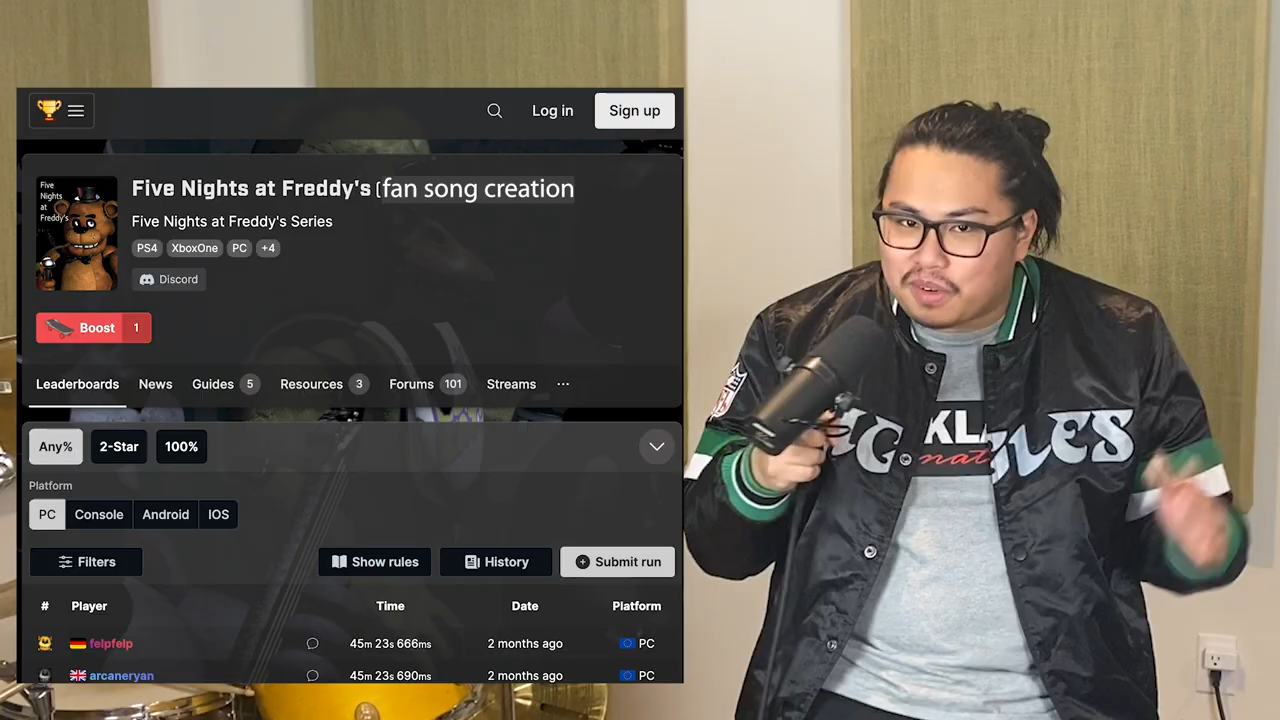 Log in
Sign up
Five
Nights
at
Freddy's
Five Nights at Freddy's (fan song creation
Five Nights at Freddy's Series
PS4 XboxOne PC +4
Discord
Boost 1
Leaderboards News Guides 5 Resources 3 Forums 101 Streams ...
Any% 2-Star 100%
Platform
PC Console Android IOS
Filters Show rules History Submit run
# Player Time Date Platform
felpfelp 45m 23s 666ms 2 months ago PC
arcaneryan 45m 23s 690ms 2 months ago PC
NFL